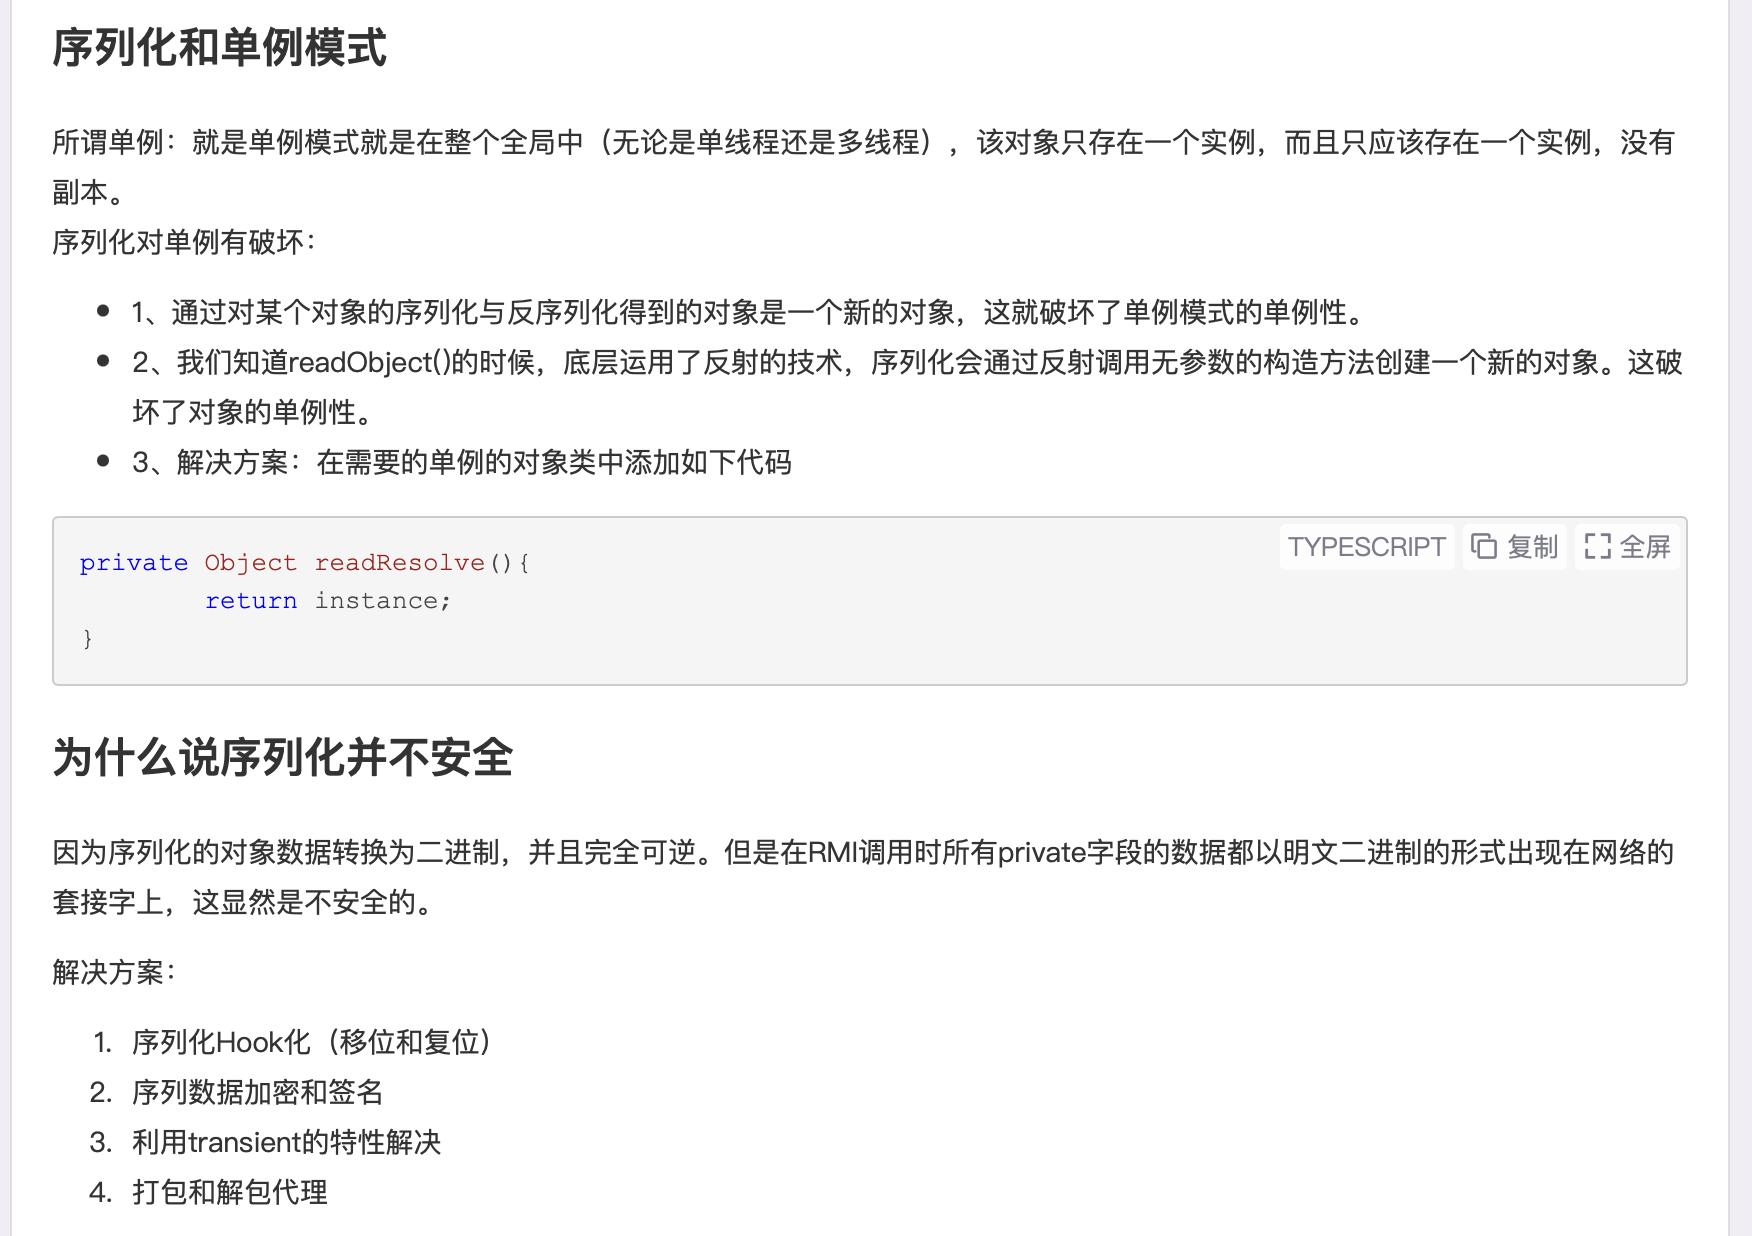 序列化和单例模式
所谓单例：就是单例模式就是在整个全局中（无论是单线程还是多线程），该对象只存在一个实例，而且只应该存在一个实例，没有
副本。
序列化对单例有破坏：
• 1、通过对某个对象的序列化与反序列化得到的对象是一个新的对象，这就破坏了单例模式的单例性。
• 2、我们知道readObject()的时候，底层运用了反射的技术，序列化会通过反射调用无参数的构造方法创建一个新的对象。这破
坏了对象的单例性。
• 3、解决方案：在需要的单例的对象类中添加如下代码
TYPESCRIPT 复制 全屏
private Object readResolve(){
        return instance;
}
为什么说序列化并不安全
因为序列化的对象数据转换为二进制，并且完全可逆。但是在RMI调用时所有private字段的数据都以明文二进制的形式出现在网络的
套接字上，这显然是不安全的。
解决方案：
1. 序列化Hook化（移位和复位）
2. 序列数据加密和签名
3. 利用transient的特性解决
4. 打包和解包代理